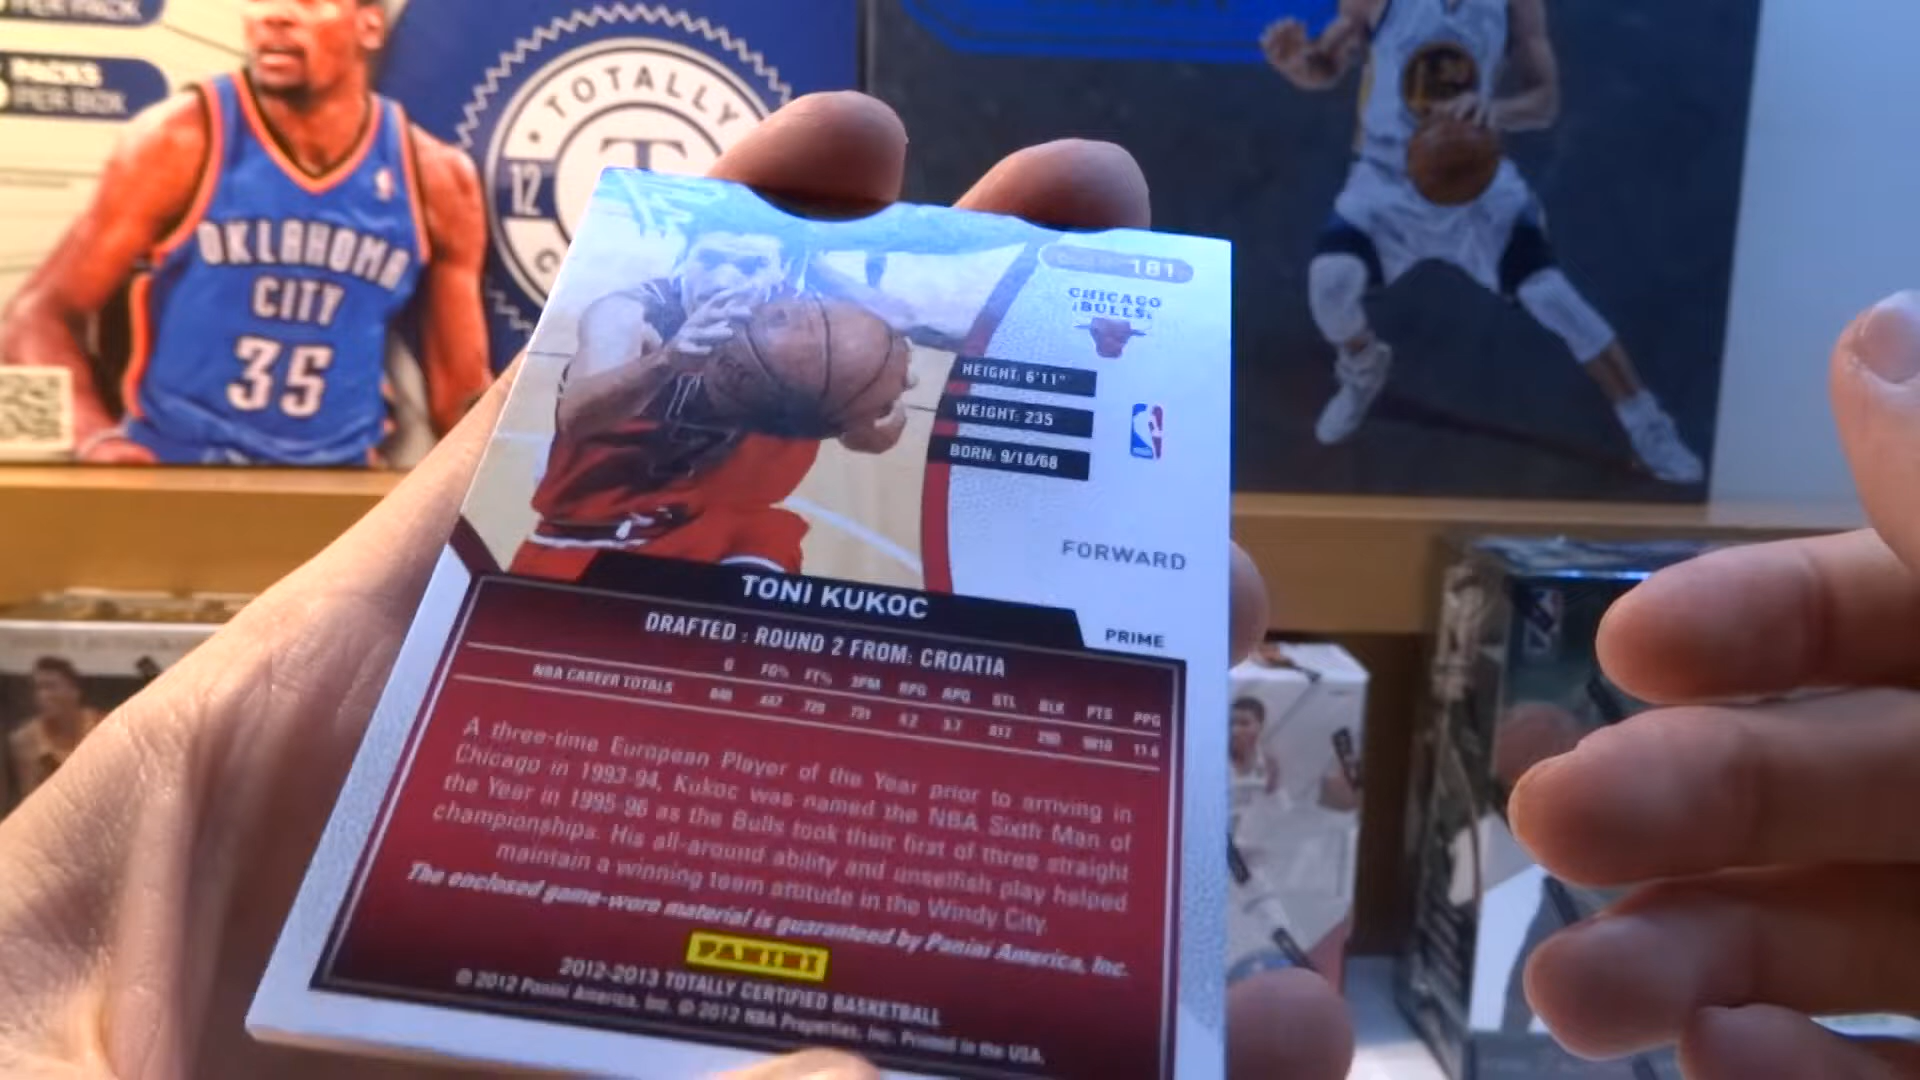 PER PACK
PACKS
PER BOX
OKLAHOMA
CITY
35
TOTALLY
T
12
30
181
CHICAGO
BULLS
HEIGHT: 6'11"
WEIGHT: 235
BORN: 9/18/68
FORWARD
TONI KUKOC
PRIME
DRAFTED : ROUND 2 FROM: CROATIA
G FG% FT% 3PM RPG APG STL BLK PTS PPG
NBA CAREER TOTALS
A three-time European Player of the Year prior to arriving in
Chicago in 1993-94, Kukoc was named the NBA Sixth Man of
the Year in 1995-96 as the Bulls took their first of three straight
championships. His all-around ability and unselfish play helped
maintain a winning team attitude in the Windy City.
The enclosed game-worn material is guaranteed by Panini America, Inc.
PANINI
2012-2013 TOTALLY CERTIFIED BASKETBALL
© 2012 Panini America, Inc. © 2012 NBA Properties, Inc. Printed in the USA.